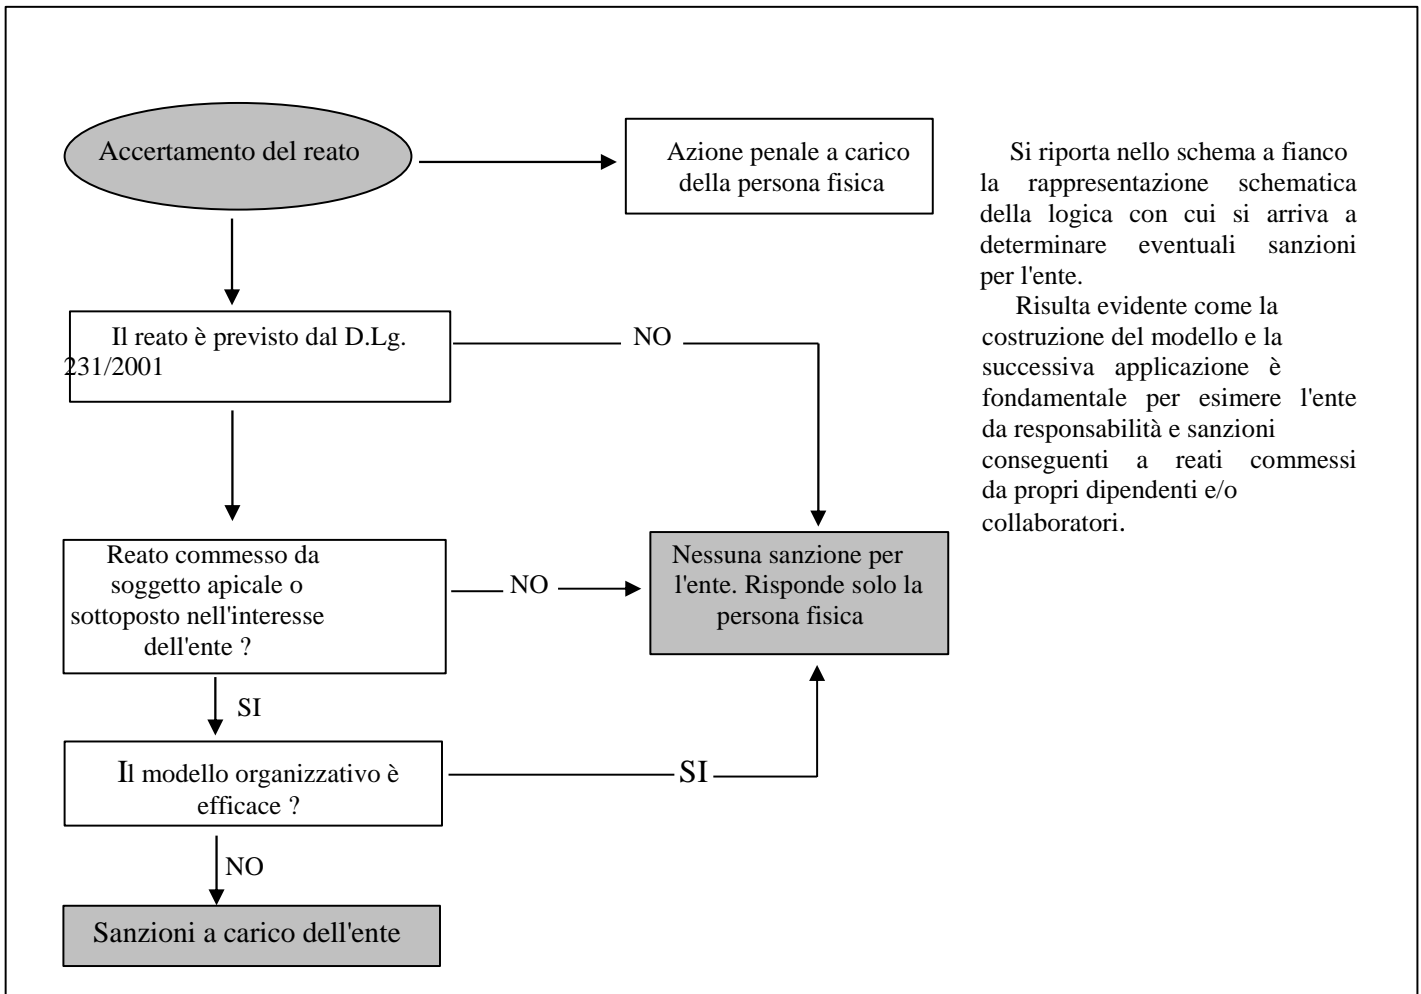 Accertamento del reato
Azione penale a carico
della persona fisica
Il reato è previsto dal D.Lg.
231/2001
NO
Reato commesso da
soggetto apicale o
sottoposto nell'interesse
dell'ente ?
NO
Nessuna sanzione per
l'ente. Risponde solo la
persona fisica
SI
Il modello organizzativo è
efficace ?
SI
NO
Sanzioni a carico dell'ente
Si riporta nello schema a fianco
la rappresentazione schematica
della logica con cui si arriva a
determinare eventuali sanzioni
per l'ente.
Risulta evidente come la
costruzione del modello e la
successiva applicazione è
fondamentale per esimere l'ente
da responsabilità e sanzioni
conseguenti a reati commessi
da propri dipendenti e/o
collaboratori.